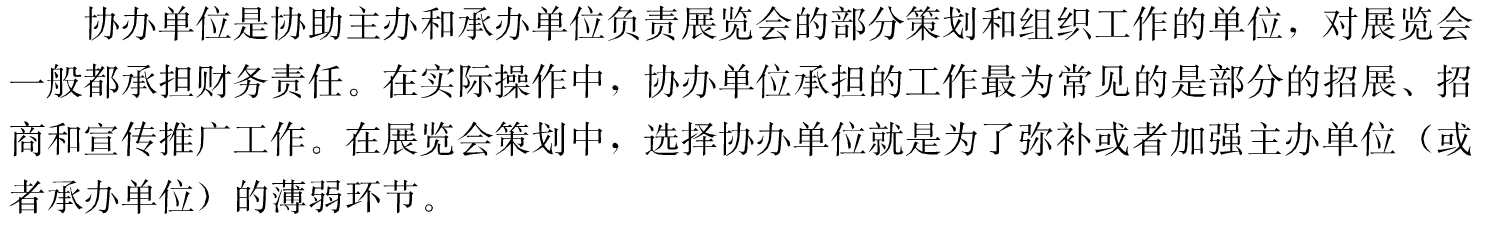 协办单位是协助主办和承办单位负责展览会的部分策划和组织工作的单位，对展览会
一般都承担财务责任。在实际操作中，协办单位承担的工作最为常见的是部分的招展、招
商和宣传推广工作。在展览会策划中，选择协办单位就是为了弥补或者加强主办单位（或
者承办单位）的薄弱环节。